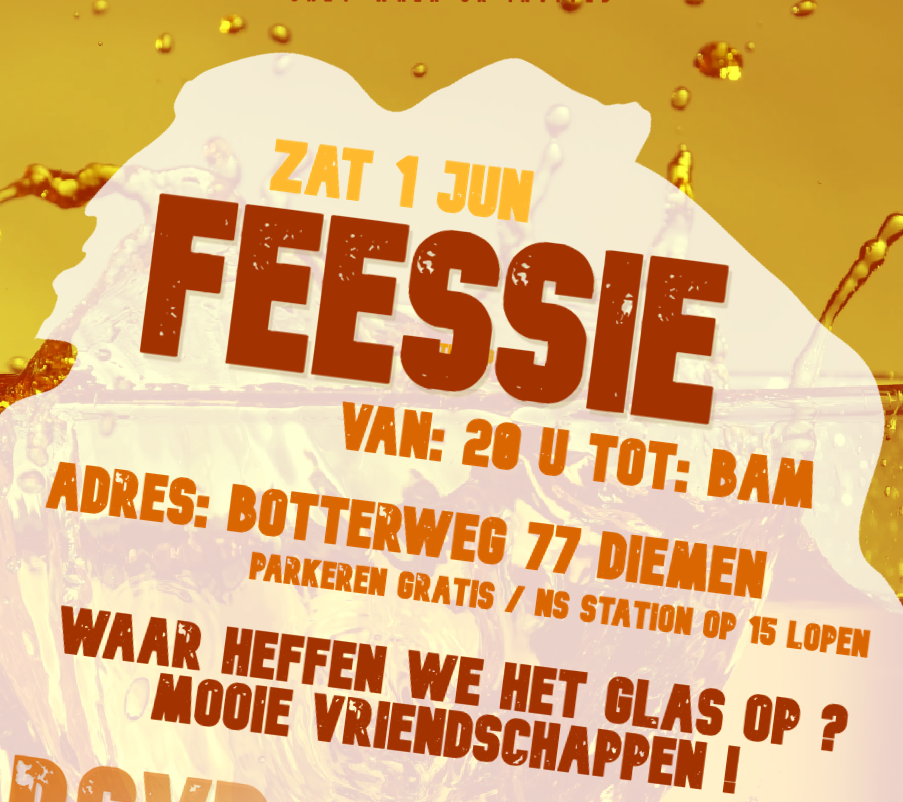 ZAT 1 JUN
FEESSIE
VAN: 20 U TOT: BAM
ADRES: BOTTERWEG 77 DIEMEN
PARKEREN GRATIS / NS STATION OP 15 LOPEN
WAAR HEFFEN WE HET GLAS OP ?
MOOIE VRIENDSCHAPPEN !